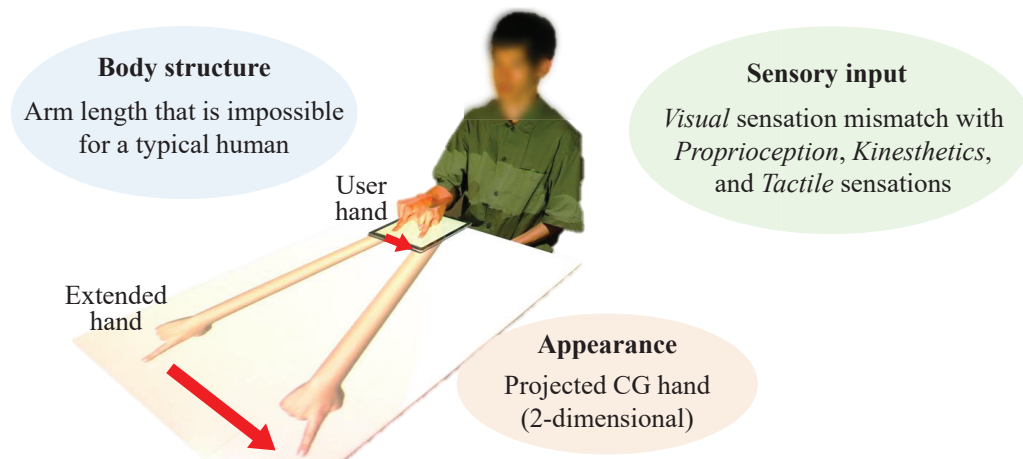 Body structure
Arm length that is impossible
for a typical human
Sensory input
Visual sensation mismatch with
Proprioception, Kinesthetics,
and Tactile sensations
User
hand
Extended
hand
Appearance
Projected CG hand
(2-dimensional)